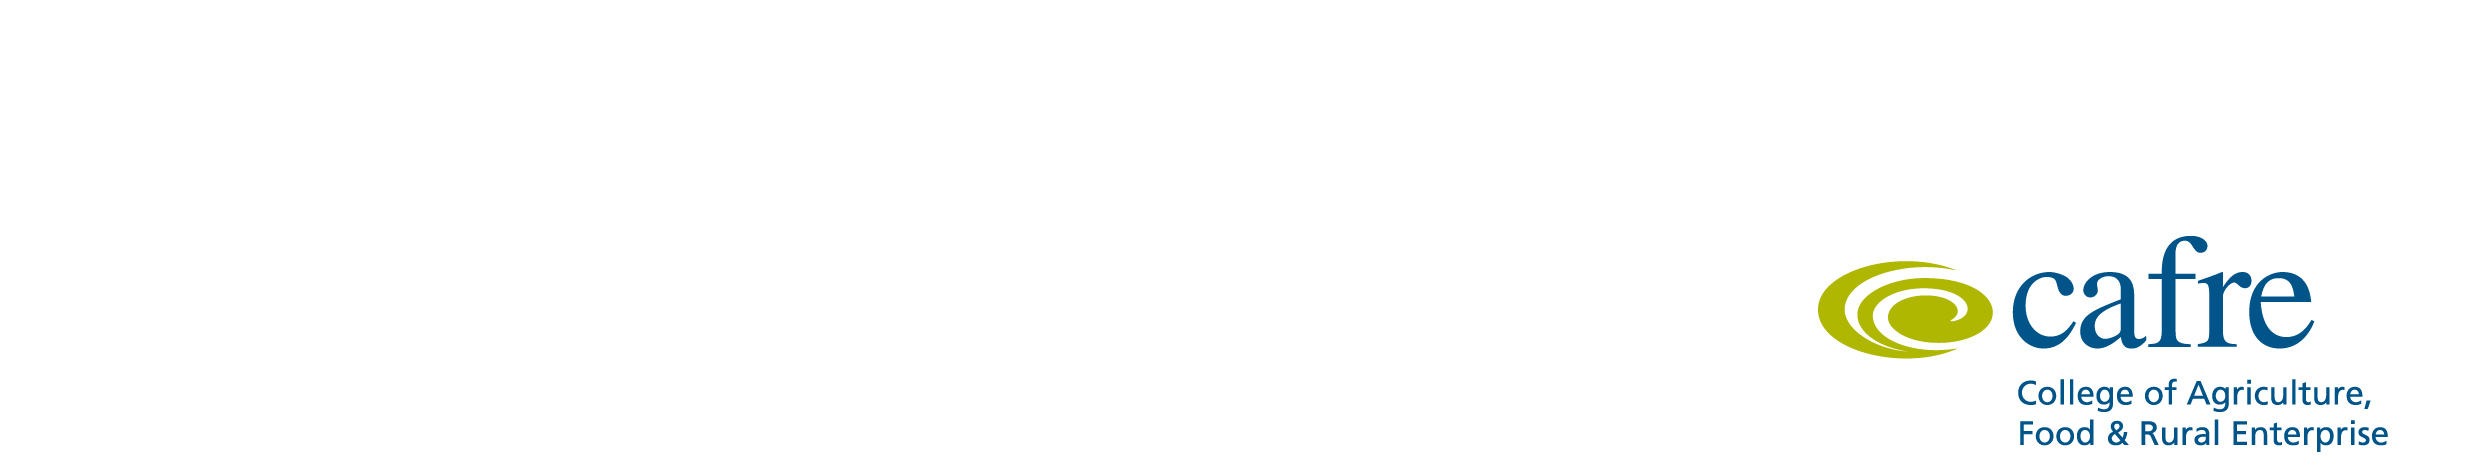 cafre
College of Agriculture,
Food & Rural Enterprise